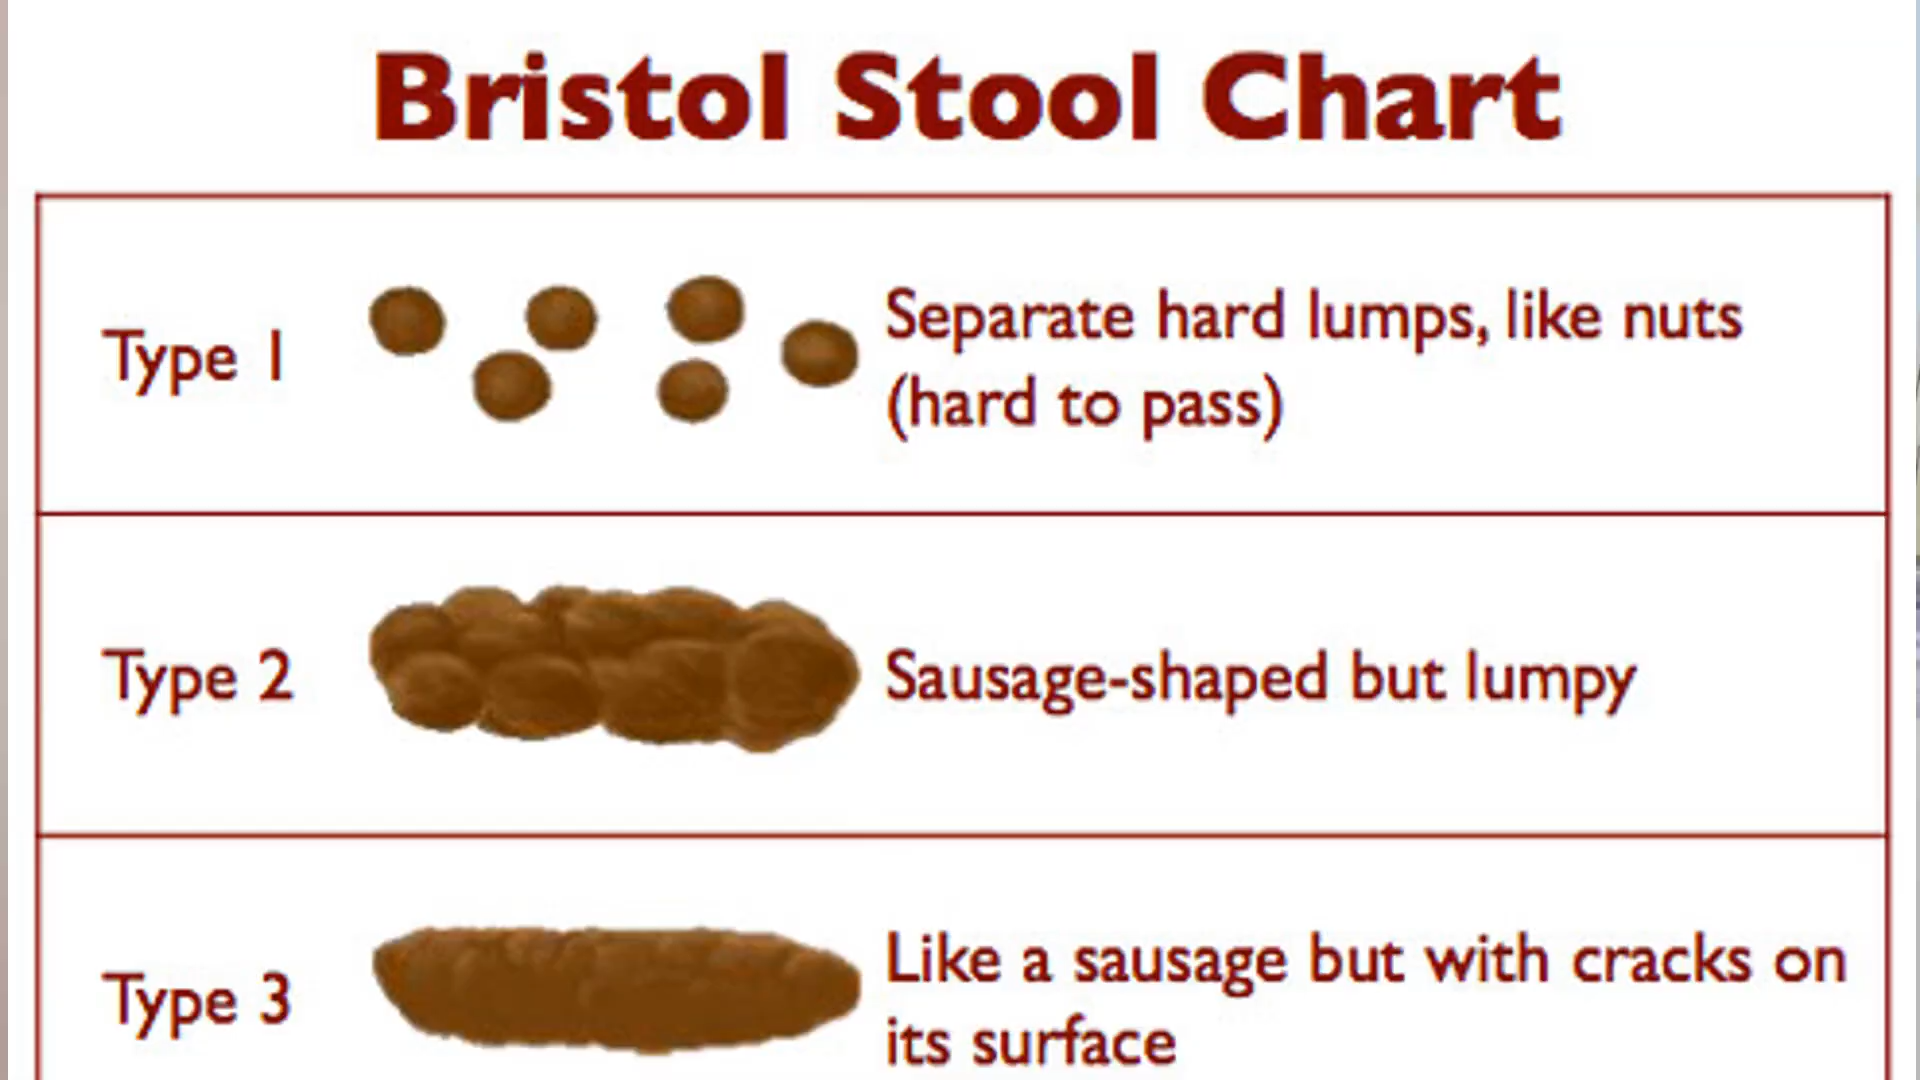 Bristol Stool Chart
Type 1
Separate hard lumps, like nuts
(hard to pass)
Type 2
Sausage-shaped but lumpy
Type 3
Like a sausage but with cracks on
its surface